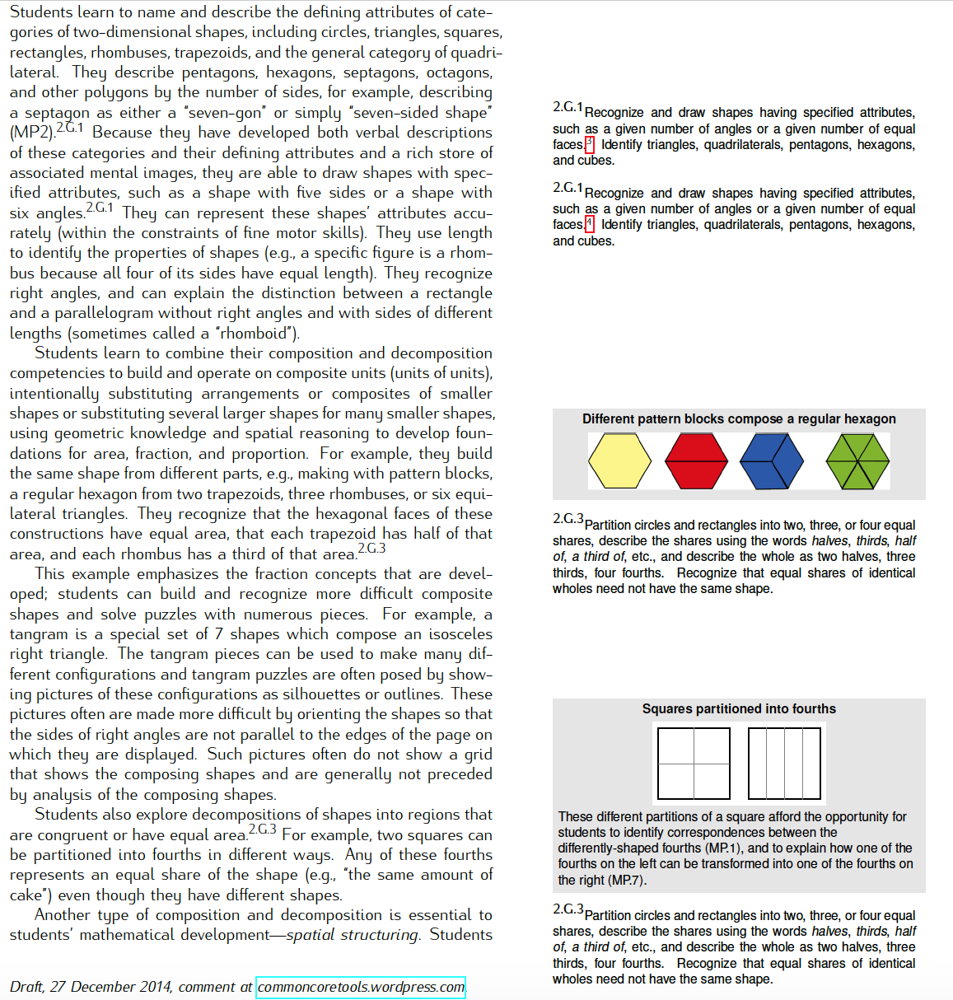 Students learn to name and describe the defining attributes of cate-
gories of two-dimensional shapes, including circles, triangles, squares,
rectangles, rhombuses, trapezoids, and the general category of quadri-
lateral. They describe pentagons, hexagons, septagons, octagons,
and other polygons by the number of sides, for example, describing
a septagon as either a "seven-gon" or simply "seven-sided shape"
(MP2).2.G.1 Because they have developed both verbal descriptions
of these categories and their defining attributes and a rich store of
associated mental images, they are able to draw shapes with spec-
ified attributes, such as a shape with five sides or a shape with
six angles.2.G.1 They can represent these shapes' attributes accu-
rately (within the constraints of fine motor skills). They use length
to identify the properties of shapes (e.g., a specific figure is a rhom-
bus because all four of its sides have equal length). They recognize
right angles, and can explain the distinction between a rectangle
and a parallelogram without right angles and with sides of different
lengths (sometimes called a "rhomboid").
Students learn to combine their composition and decomposition
competencies to build and operate on composite units (units of units),
intentionally substituting arrangements or composites of smaller
shapes or substituting several larger shapes for many smaller shapes,
using geometric knowledge and spatial reasoning to develop foun-
dations for area, fraction, and proportion. For example, they build
the same shape from different parts, e.g., making with pattern blocks,
a regular hexagon from two trapezoids, three rhombuses, or six equi-
lateral triangles. They recognize that the hexagonal faces of these
constructions have equal area, that each trapezoid has half of that
area, and each rhombus has a third of that area.2.G.3
This example emphasizes the fraction concepts that are devel-
oped; students can build and recognize more difficult composite
shapes and solve puzzles with numerous pieces. For example, a
tangram is a special set of 7 shapes which compose an isosceles
right triangle. The tangram pieces can be used to make many dif-
ferent configurations and tangram puzzles are often posed by show-
ing pictures of these configurations as silhouettes or outlines. These
pictures often are made more difficult by orienting the shapes so that
the sides of right angles are not parallel to the edges of the page on
which they are displayed. Such pictures often do not show a grid
that shows the composing shapes and are generally not preceded
by analysis of the composing shapes.
Students also explore decompositions of shapes into regions that
are congruent or have equal area.2.G.3 For example, two squares can
be partitioned into fourths in different ways. Any of these fourths
represents an equal share of the shape (e.g., "the same amount of
cake") even though they have different shapes.
Another type of composition and decomposition is essential to
students' mathematical development—spatial structuring. Students
2.G.1 Recognize and draw shapes having specified attributes,
such as a given number of angles or a given number of equal
faces.3 Identify triangles, quadrilaterals, pentagons, hexagons,
and cubes.
2.G.1 Recognize and draw shapes having specified attributes,
such as a given number of angles or a given number of equal
faces.4 Identify triangles, quadrilaterals, pentagons, hexagons,
and cubes.
Different pattern blocks compose a regular hexagon
2.G.3 Partition circles and rectangles into two, three, or four equal
shares, describe the shares using the words halves, thirds, half
of, a third of, etc., and describe the whole as two halves, three
thirds, four fourths. Recognize that equal shares of identical
wholes need not have the same shape.
Squares partitioned into fourths
These different partitions of a square afford the opportunity for
students to identify correspondences between the
differently-shaped fourths (MP.1), and to explain how one of the
fourths on the left can be transformed into one of the fourths on
the right (MP.7).
2.G.3 Partition circles and rectangles into two, three, or four equal
shares, describe the shares using the words halves, thirds, half
of, a third of, etc., and describe the whole as two halves, three
thirds, four fourths. Recognize that equal shares of identical
wholes need not have the same shape.
Draft, 27 December 2014, comment at commoncoretools.wordpress.com.